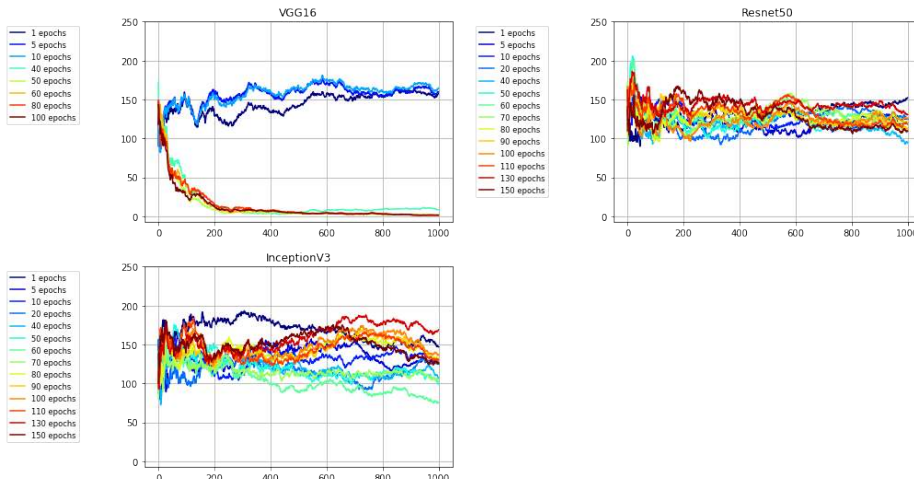 VGG16
1 epochs
5 epochs
10 epochs
40 epochs
50 epochs
60 epochs
80 epochs
100 epochs
250
200
150
100
50
0
0 200 400 600 800 1000
Resnet50
1 epochs
5 epochs
10 epochs
20 epochs
40 epochs
50 epochs
60 epochs
70 epochs
80 epochs
90 epochs
100 epochs
110 epochs
130 epochs
150 epochs
250
200
150
100
50
0
0 200 400 600 800 1000
InceptionV3
1 epochs
5 epochs
10 epochs
20 epochs
40 epochs
50 epochs
60 epochs
70 epochs
80 epochs
90 epochs
100 epochs
110 epochs
130 epochs
150 epochs
250
200
150
100
50
0
0 200 400 600 800 1000